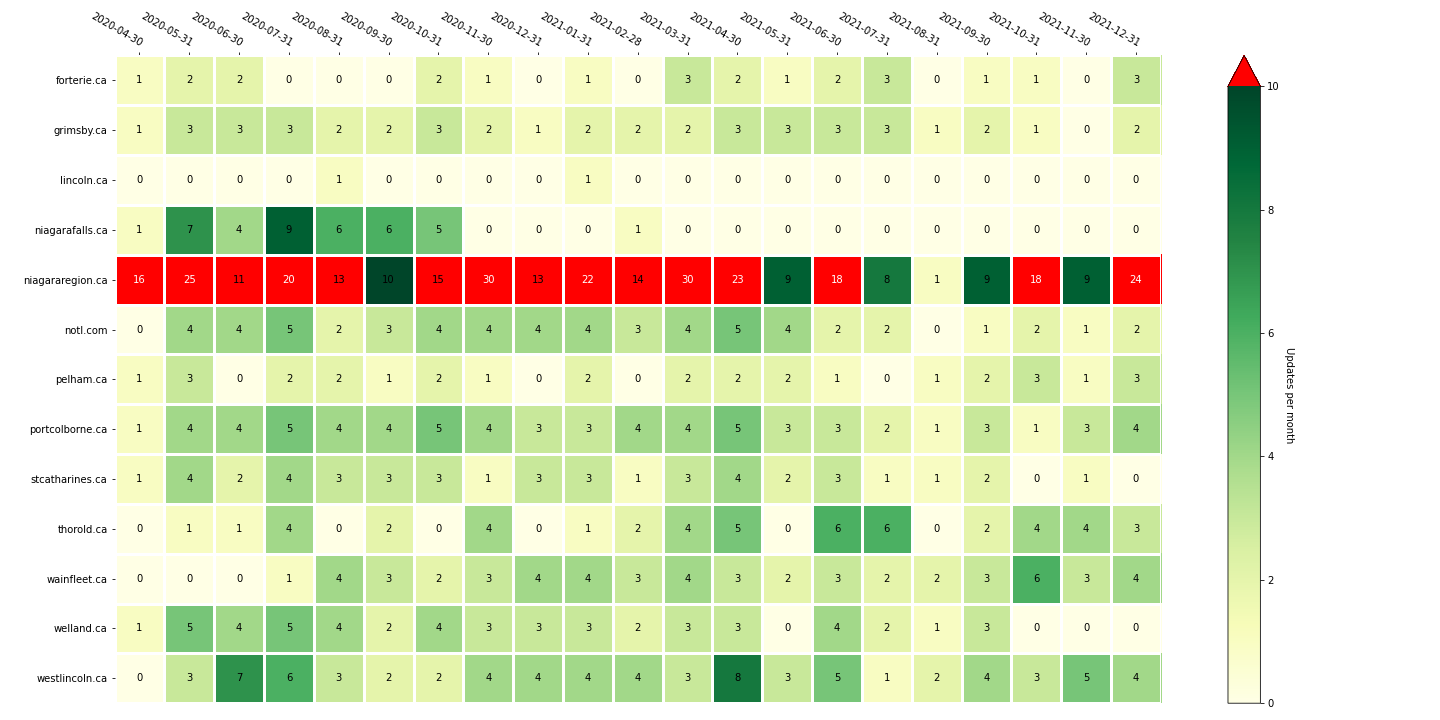 2020-04-30 2020-05-31 2020-06-30 2020-07-31 2020-08-31 2020-09-30 2020-10-31 2020-11-30 2020-12-31 2021-01-31 2021-02-28 2021-03-31 2021-04-30 2021-05-31 2021-06-30 2021-07-31 2021-08-31 2021-09-30 2021-10-31 2021-11-30 2021-12-31
forterie.ca 1 2 2 0 0 0 2 1 0 1 0 3 2 1 2 3 0 1 1 0 3
grimsby.ca 1 3 3 3 2 2 3 2 1 2 2 2 3 3 3 3 1 2 1 0 2
lincoln.ca 0 0 0 0 1 0 0 0 0 1 0 0 0 0 0 0 0 0 0 0 0
niagarafalls.ca 1 7 4 9 6 6 5 0 0 0 1 0 0 0 0 0 0 0 0 0 0
niagararegion.ca 16 25 11 20 13 10 15 30 13 22 14 30 23 9 18 8 1 9 18 9 24
notl.com 0 4 4 5 2 3 4 4 4 4 3 4 5 4 2 2 0 1 2 1 2
pelham.ca 1 3 0 2 2 1 2 1 0 2 0 2 2 2 1 0 1 2 3 1 3
portcolborne.ca 1 4 4 5 4 4 5 4 3 3 4 4 5 3 3 2 1 3 1 3 4
stcatharines.ca 1 4 2 4 3 3 3 1 3 3 1 3 4 2 3 1 1 2 0 1 0
thorold.ca 0 1 1 4 0 2 0 4 0 1 2 4 5 0 6 6 0 2 4 4 3
wainfleet.ca 0 0 0 1 4 3 2 3 4 4 3 4 3 2 3 2 2 3 6 3 4
welland.ca 1 5 4 5 4 2 4 3 3 3 2 3 3 0 4 2 1 3 0 0 0
westlincoln.ca 0 3 7 6 3 2 2 4 4 4 4 3 8 3 5 1 2 4 3 5 4
10
8
6
4
2
0
Updates per month